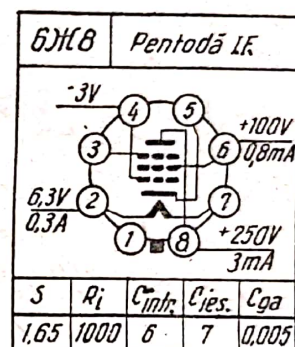 6Ж8 Pentodă I.F.
-3V
4 5
+100V
3 6
0,8mA
6,3V
2 7
0,3A
1 8
+250V
3mA
S Ri Cintr. Cies. Cga
1,65 1000 6 7 0,005